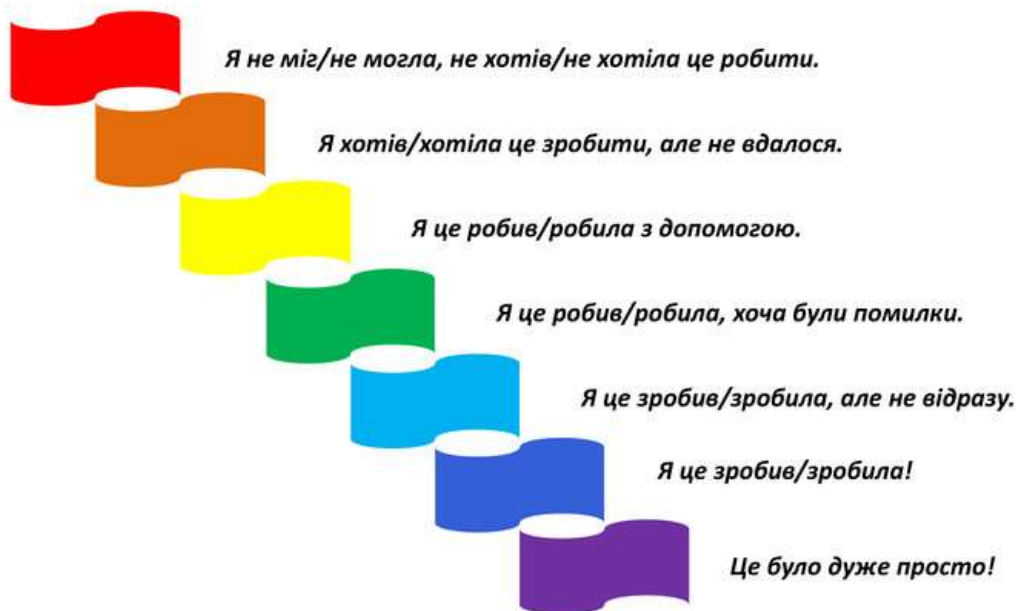 Я не міг/не могла, не хотів/не хотіла це робити.
Я хотів/хотіла це зробити, але не вдалося.
Я це робив/робила з допомогою.
Я це робив/робила, хоча були помилки.
Я це зробив/зробила, але не відразу.
Я це зробив/зробила!
Це було дуже просто!